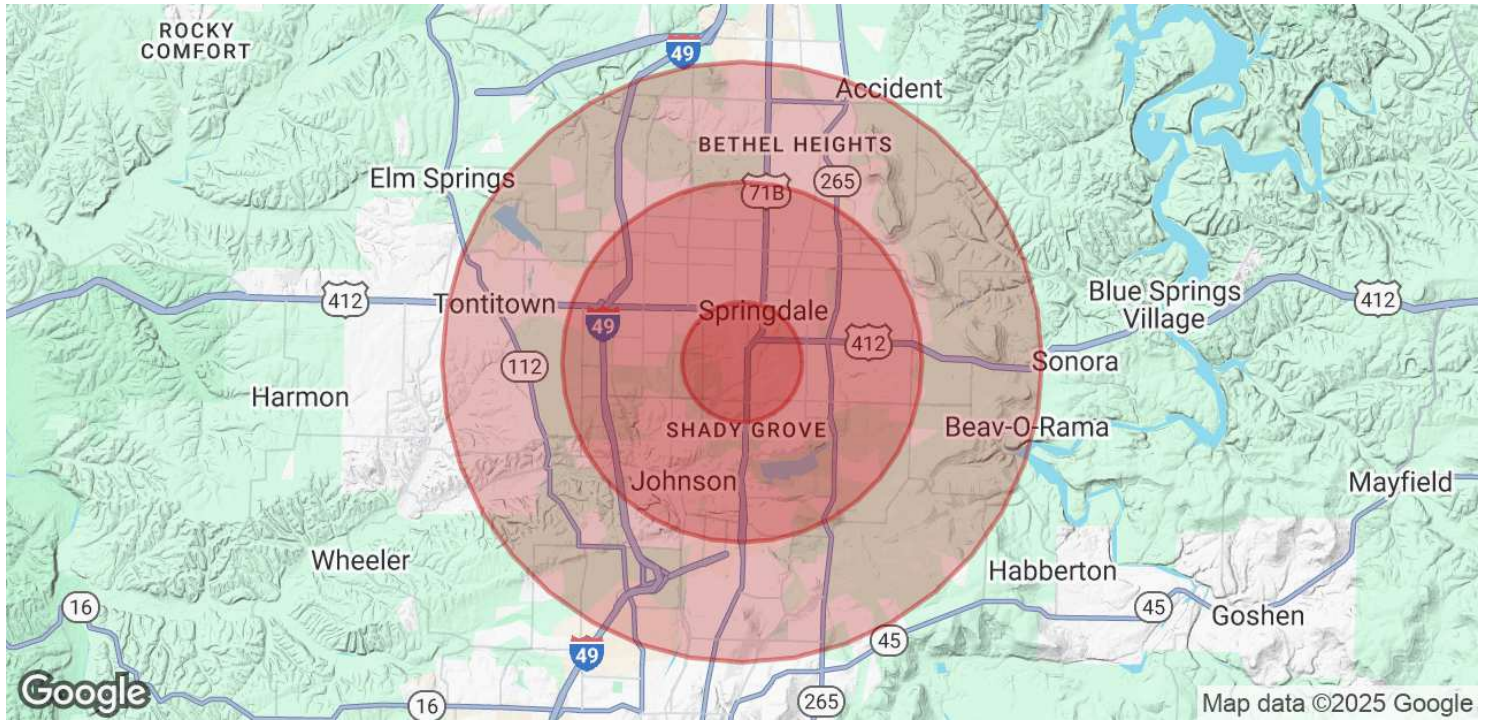 ROCKY
COMFORT
49
Accident
BETHEL HEIGHTS
Elm Springs
71B
265
412
Tontitown
49
Springdale
412
Blue Springs
Village
412
112
Sonora
Harmon
SHADY GROVE
Beav-O-Rama
Johnson
Mayfield
Wheeler
Habberton
16
45
Goshen
45
49
16
265
Google
Map data ©2025 Google